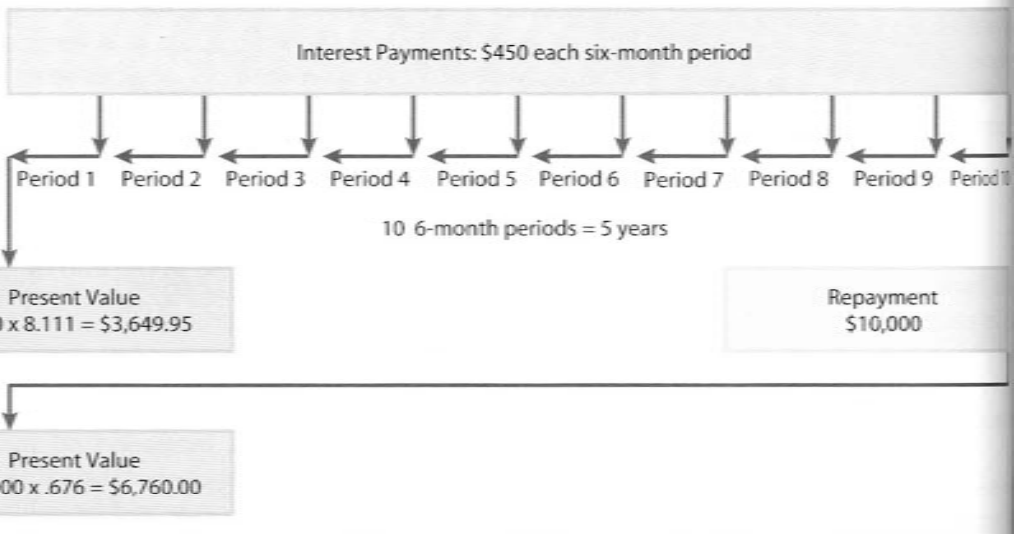 Interest Payments: $450 each six-month period
Period 1 Period 2 Period 3 Period 4 Period 5 Period 6 Period 7 Period 8 Period 9 Period
10 6-month periods = 5 years
Present Value
x 8.111 = $3,649.95
Repayment
$10,000
Present Value
00 x .676 = $6,760.00